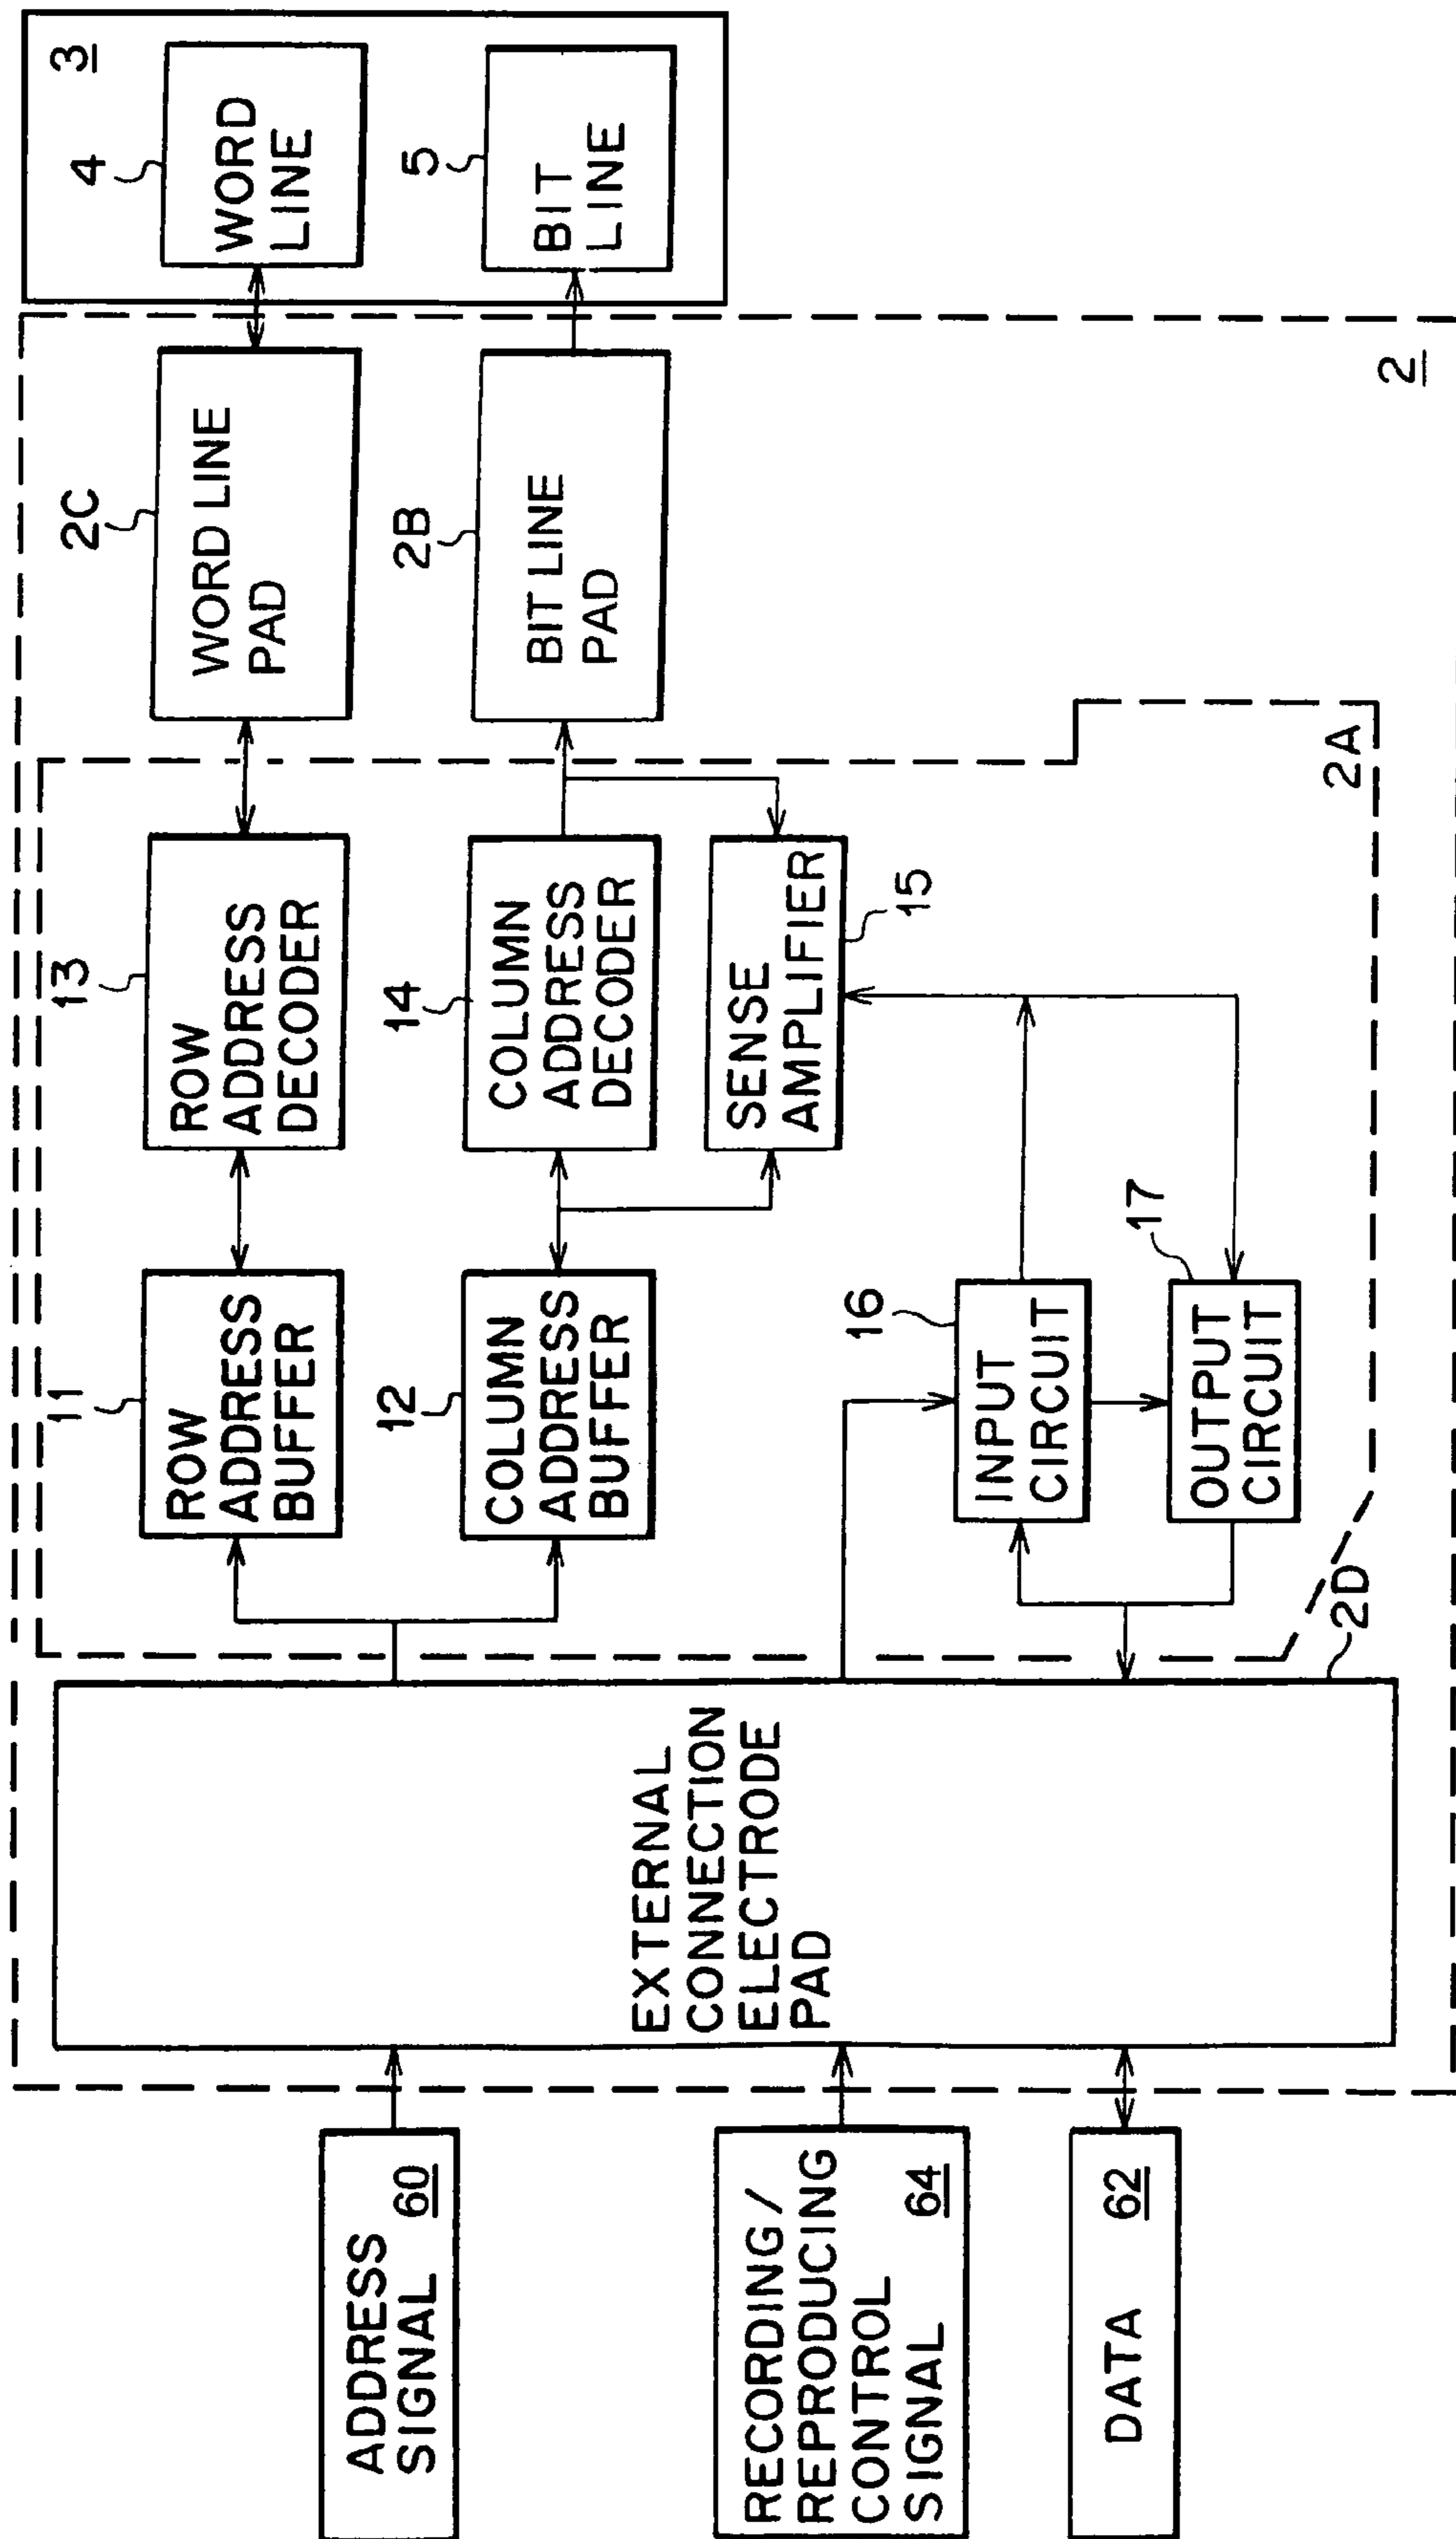 ADDRESS
SIGNAL
60
RECORDING/
REPRODUCING
CONTROL
SIGNAL
64
DATA
62
EXTERNAL
CONNECTION
ELECTRODE
PAD
2D
11
ROW
ADDRESS
BUFFER
12
COLUMN
ADDRESS
BUFFER
16
INPUT
CIRCUIT
17
OUTPUT
CIRCUIT
13
ROW
ADDRESS
DECODER
14
COLUMN
ADDRESS
DECODER
SENSE
AMPLIFIER
15
2A
2C
WORD LINE
PAD
2B
BIT LINE
PAD
2
3
4
WORD
LINE
5
BIT
LINE